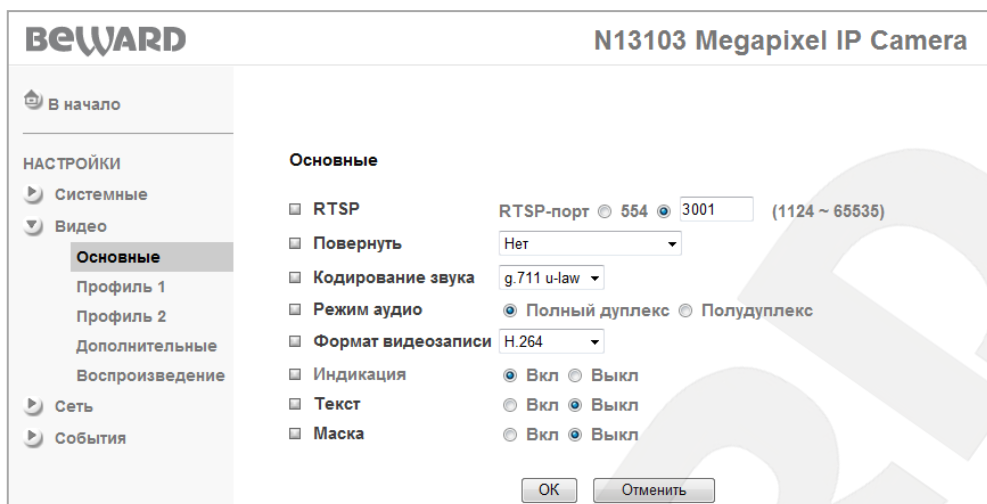 BEWARD
N13103 Megapixel IP Camera
В начало
НАСТРОЙКИ
Системные
Видео
Основные
Профиль 1
Профиль 2
Дополнительные
Воспроизведение
Сеть
События
Основные
RTSP RTSP-порт 554 3001 (1124 ~ 65535)
Повернуть Нет
Кодирование звука g.711 u-law
Режим аудио Полный дуплекс Полудуплекс
Формат видеозаписи H.264
Индикация Вкл Выкл
Текст Вкл Выкл
Маска Вкл Выкл
OK Отменить